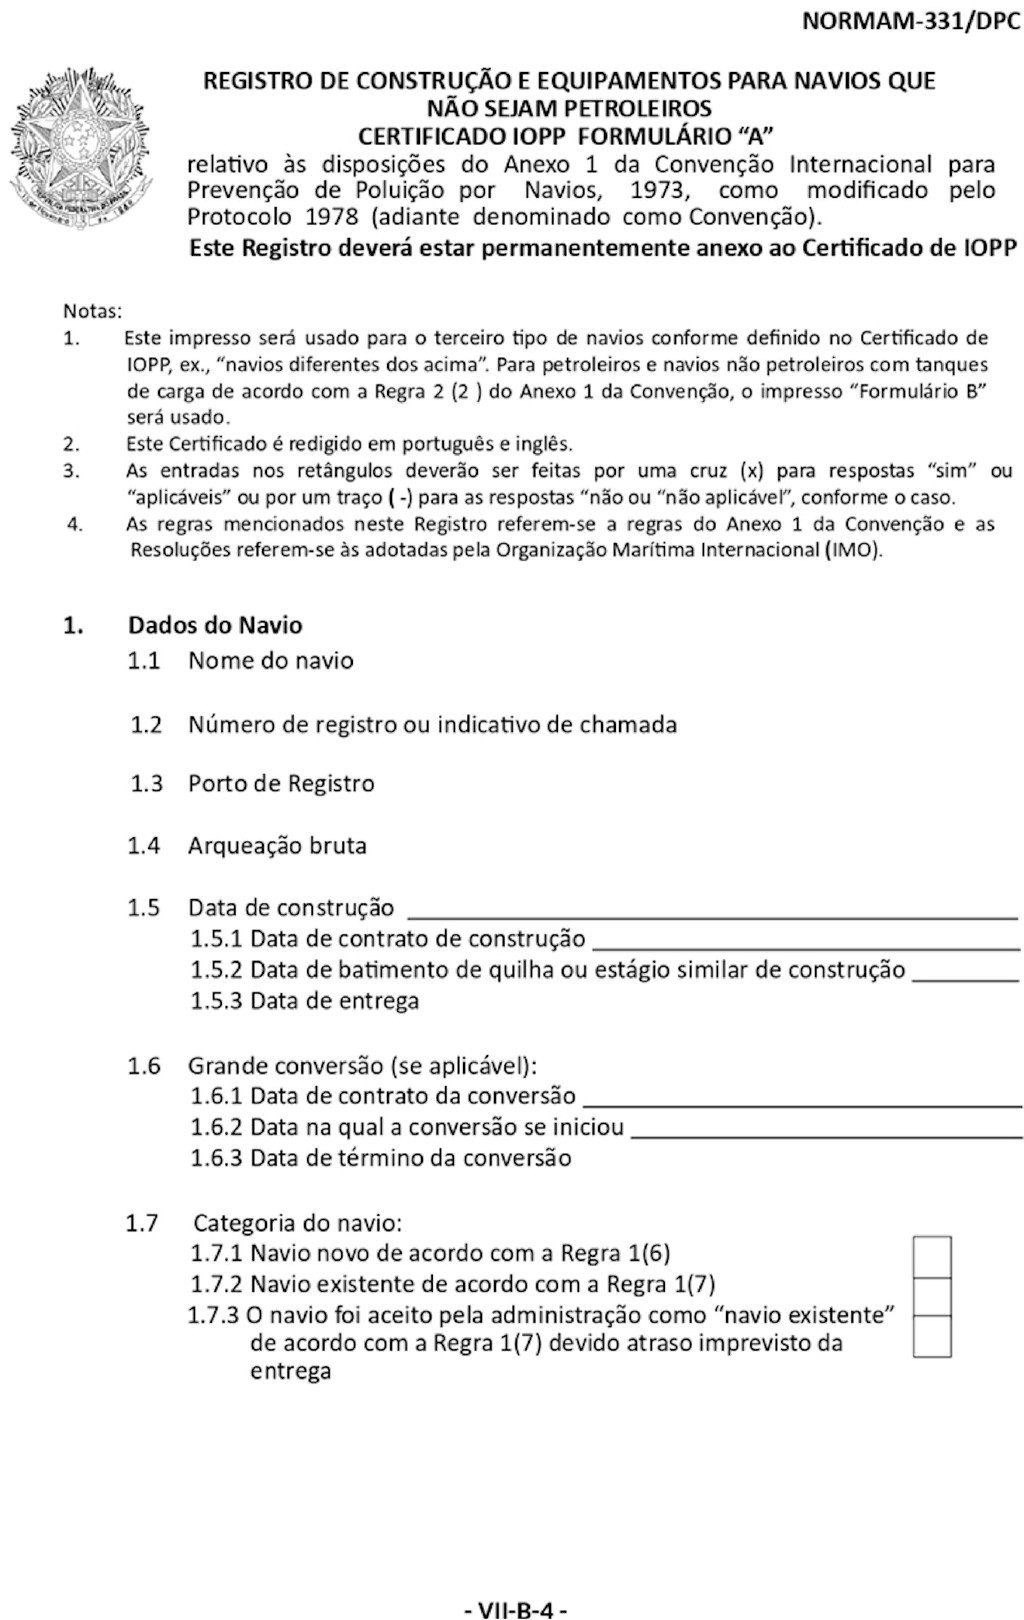 NORMAM-331/DPC
REGISTRO DE CONSTRUÇÃO E EQUIPAMENTOS PARA NAVIOS QUE
NÃO SEJAM PETROLEIROS
CERTIFICADO IOPP FORMULÁRIO “A”
relativo às disposições do Anexo 1 da Convenção Internacional para
Prevenção de Poluição por Navios, 1973, como modificado pelo
Protocolo 1978 (adiante denominado como Convenção).
Este Registro deverá estar permanentemente anexo ao Certificado de IOPP
Notas:
1. Este impresso será usado para o terceiro tipo de navios conforme definido no Certificado de
IOPP, ex., “navios diferentes dos acima”. Para petroleiros e navios não petroleiros com tanques
de carga de acordo com a Regra 2 (2 ) do Anexo 1 da Convenção, o impresso “Formulário B”
será usado.
2. Este Certificado é redigido em português e inglês.
3. As entradas nos retângulos deverão ser feitas por uma cruz (x) para respostas “sim” ou
“aplicáveis” ou por um traço ( -) para as respostas “não ou “não aplicável”, conforme o caso.
4. As regras mencionados neste Registro referem-se a regras do Anexo 1 da Convenção e as
Resoluções referem-se às adotadas pela Organização Marítima Internacional (IMO).
1. Dados do Navio
1.1 Nome do navio
1.2 Número de registro ou indicativo de chamada
1.3 Porto de Registro
1.4 Arqueação bruta
1.5 Data de construção
1.5.1 Data de contrato de construção
1.5.2 Data de batimento de quilha ou estágio similar de construção
1.5.3 Data de entrega
1.6 Grande conversão (se aplicável):
1.6.1 Data de contrato da conversão
1.6.2 Data na qual a conversão se iniciou
1.6.3 Data de término da conversão
1.7 Categoria do navio:
1.7.1 Navio novo de acordo com a Regra 1(6)
1.7.2 Navio existente de acordo com a Regra 1(7)
1.7.3 O navio foi aceito pela administração como “navio existente”
de acordo com a Regra 1(7) devido atraso imprevisto da
entrega
- VII-B-4 -